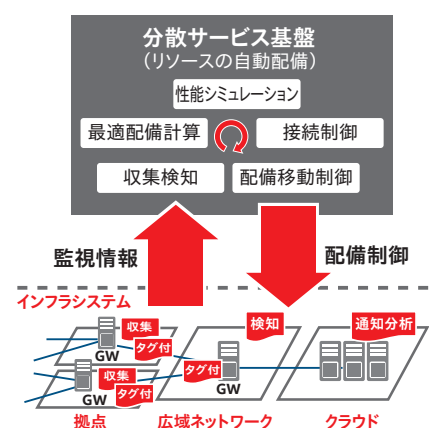 分散サービス基盤
（リソースの自動配備）
性能シミュレーション
最適配備計算
接続制御
収集検知
配備移動制御
監視情報
配備制御
インフラシステム
収集
タグ付
GW
収集
タグ付
GW
拠点
検知
タグ付
GW
広域ネットワーク
通知分析
クラウド